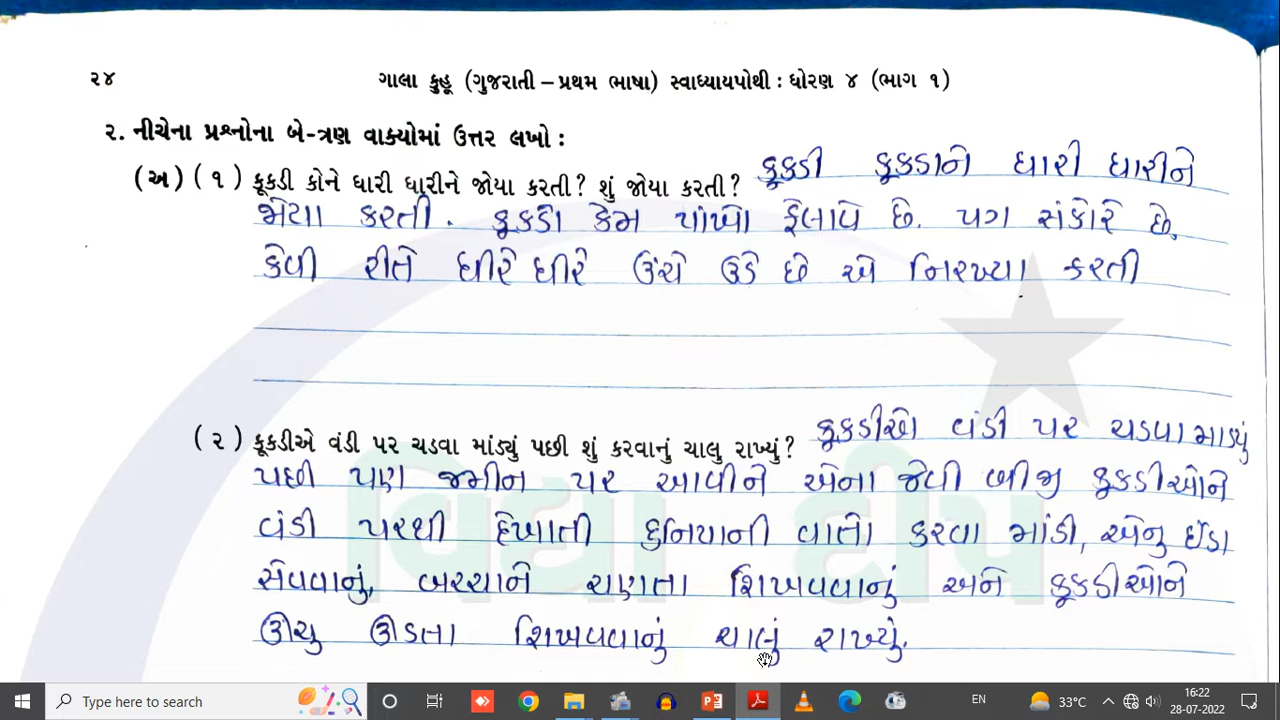 ૨૪ ગાલા કુહૂ (ગુજરાતી – પ્રથમ ભાષા) સ્વાધ્યાયપોથી : ધોરણ ૪ (ભાગ ૧)
૨. નીચેના પ્રશ્નોના બે-ત્રણ વાક્યોમાં ઉત્તર લખો :
(અ) (૧) કૂકડી કોને ધારી ધારીને જોયા કરતી? શું જોયા કરતી? કૂકડી કૂકડાને ધારી ધારીને
જોયા કરતી. કૂકડો કેમ પાંખો ફેલાવે છે. પગ સંકોરે છે,
કેવી રીતે ધીરે ધીરે ઉંચે ઉડે છે એ નિરખ્યા કરતી
(૨) કૂકડીએ વંડી પર ચડવા માંડ્યું પછી શું કરવાનું ચાલુ રાખ્યું? કૂકડીએ વંડી પર ચડવા માડ્યું
પછી પણ જમીન પર આવીને એના જેવી બીજી કૂકડીઓને
વંડી પરથી દેખાતી દુનિયાની વાતો કરવા માંડી, એનુ ઈંડા
સેવવાનું, બચ્ચાને ચણતા શિખવવાનું અને કૂકડીઓને
ઊંચુ ઊડતા શિખવવાનું ચાલું રાખ્યું.
વિદ્યા દીપ
Type here to search
EN
33°C
16:22
28-07-2022